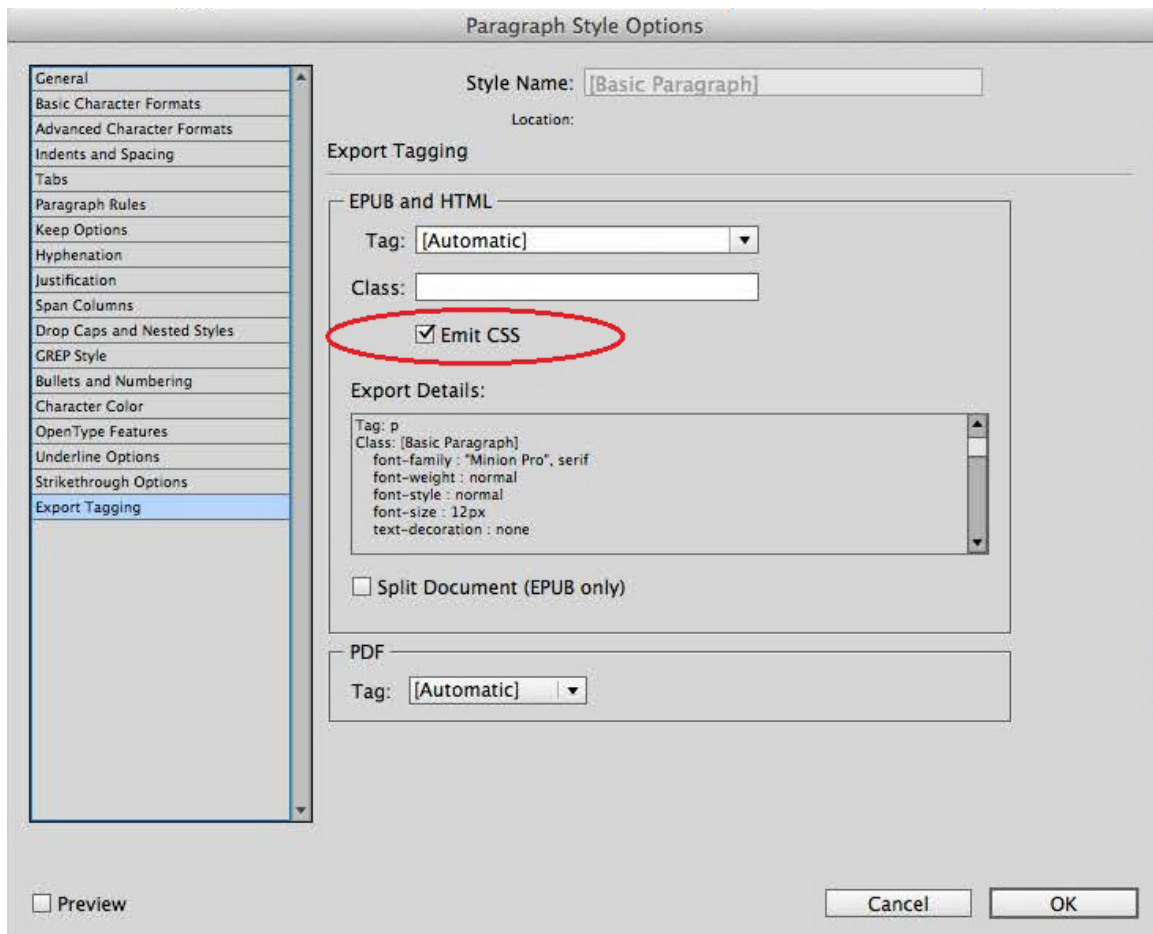 Paragraph Style Options
General
Basic Character Formats
Advanced Character Formats
Indents and Spacing
Tabs
Paragraph Rules
Keep Options
Hyphenation
Justification
Span Columns
Drop Caps and Nested Styles
GREP Style
Bullets and Numbering
Character Color
OpenType Features
Underline Options
Strikethrough Options
Export Tagging
Style Name: [Basic Paragraph]
Location:
Export Tagging
EPUB and HTML
Tag: [Automatic]
Class:
Emit CSS
Export Details:
Tag: p
Class: [Basic Paragraph]
font-family : "Minion Pro", serif
font-weight : normal
font-style : normal
font-size : 12px
text-decoration : none
Split Document (EPUB only)
PDF
Tag: [Automatic]
Preview
Cancel
OK